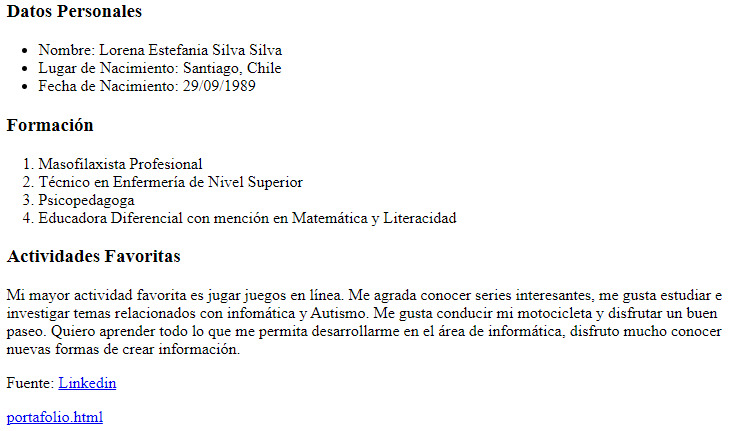 Datos Personales
• Nombre: Lorena Estefania Silva Silva
• Lugar de Nacimiento: Santiago, Chile
• Fecha de Nacimiento: 29/09/1989
Formación
1. Masofilaxista Profesional
2. Técnico en Enfermería de Nivel Superior
3. Psicopedagoga
4. Educadora Diferencial con mención en Matemática y Literacidad
Actividades Favoritas
Mi mayor actividad favorita es jugar juegos en línea. Me agrada conocer series interesantes, me gusta estudiar e
investigar temas relacionados con infomática y Autismo. Me gusta conducir mi motocicleta y disfrutar un buen
paseo. Quiero aprender todo lo que me permita desarrollarme en el área de informática, disfruto mucho conocer
nuevas formas de crear información.
Fuente: Linkedin
portafolio.html